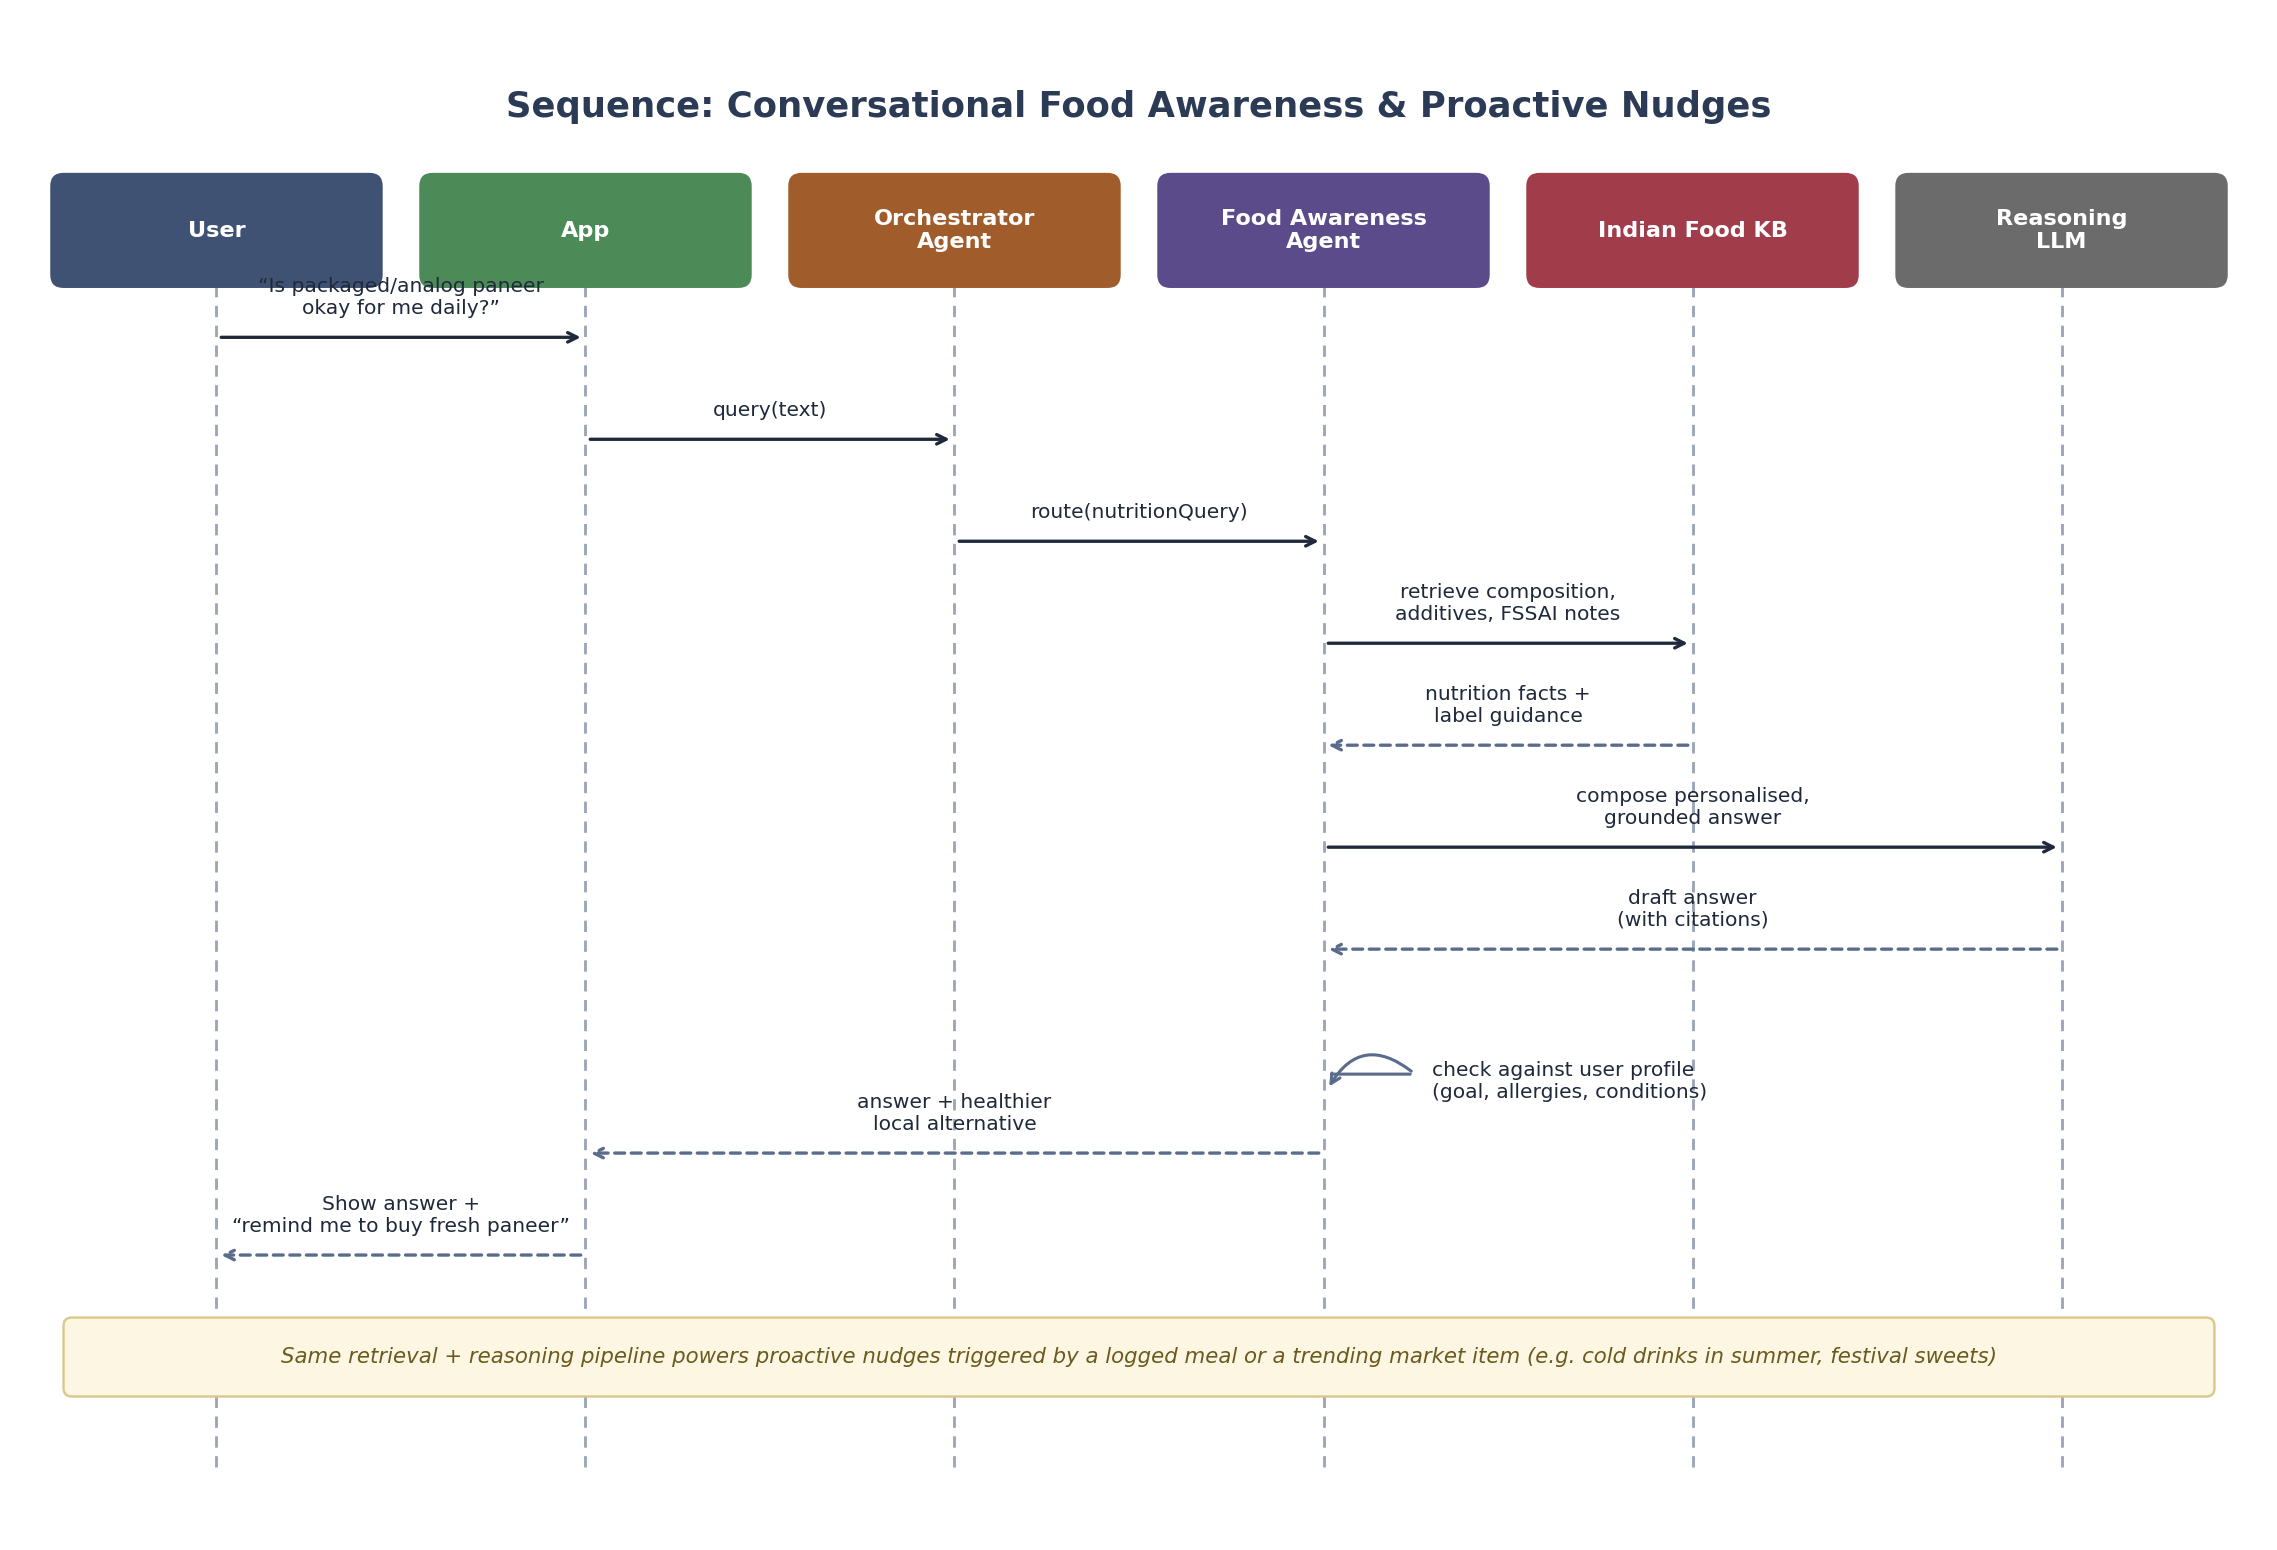 Sequence: Conversational Food Awareness & Proactive Nudges
User
App
Orchestrator
Agent
Food Awareness
Agent
Indian Food KB
Reasoning
LLM
“Is packaged/analog paneer
okay for me daily?”
query(text)
route(nutritionQuery)
retrieve composition,
additives, FSSAI notes
nutrition facts +
label guidance
compose personalised,
grounded answer
draft answer
(with citations)
check against user profile
(goal, allergies, conditions)
answer + healthier
local alternative
Show answer +
“remind me to buy fresh paneer”
Same retrieval + reasoning pipeline powers proactive nudges triggered by a logged meal or a trending market item (e.g. cold drinks in summer, festival sweets)